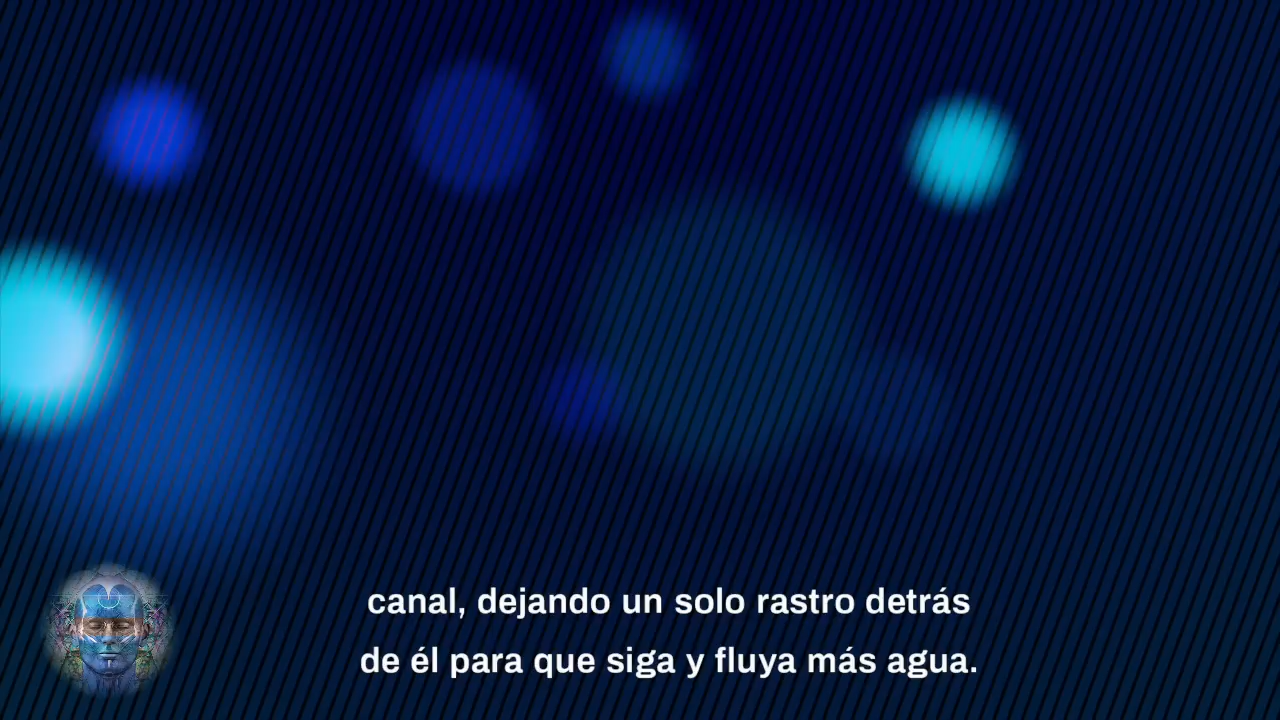 canal, dejando un solo rastro detrás
de él para que siga y fluya más agua.